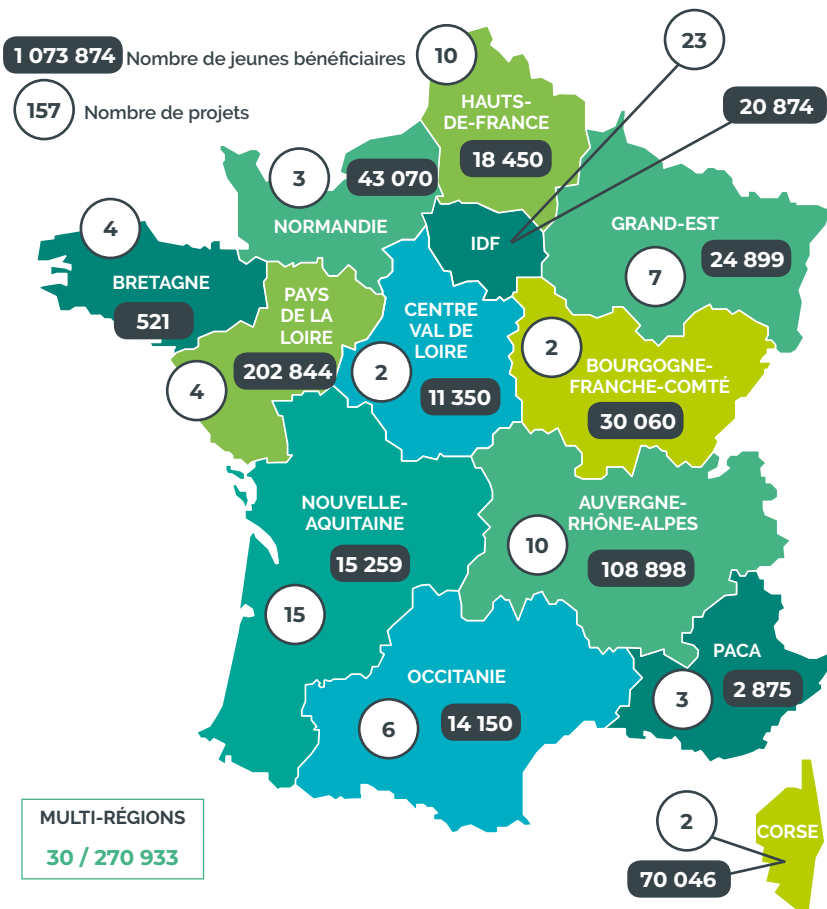 1 073 874 Nombre de jeunes bénéficiaires
157 Nombre de projets
10
HAUTS-
DE-FRANCE
18 450
23
20 874
3
43 070
NORMANDIE
IDF
GRAND-EST
24 899
7
4
BRETAGNE
521
PAYS
DE LA
LOIRE
202 844
4
CENTRE
VAL DE
LOIRE
2
11 350
2
BOURGOGNE-
FRANCHE-COMTÉ
30 060
NOUVELLE-
AQUITAINE
15 259
15
AUVERGNE-
RHÔNE-ALPES
10
108 898
OCCITANIE
6
14 150
PACA
3
2 875
MULTI-RÉGIONS
30 / 270 933
2
CORSE
70 046